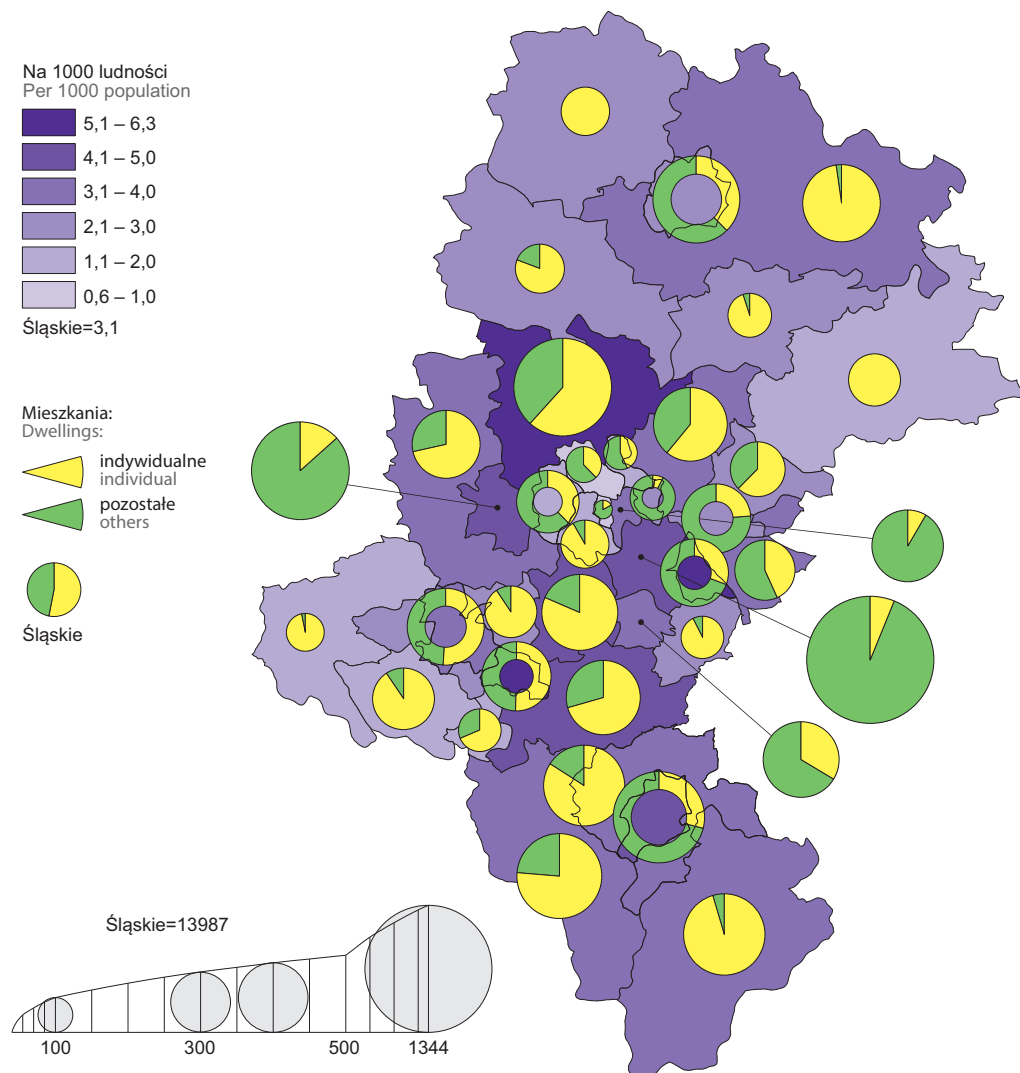 Na 1000 ludności
Per 1000 population
5,1 – 6,3
4,1 – 5,0
3,1 – 4,0
2,1 – 3,0
1,1 – 2,0
0,6 – 1,0
Śląskie=3,1
Mieszkania:
Dwellings:
indywidualne
individual
pozostałe
others
Śląskie
Śląskie=13987
100 300 500 1344